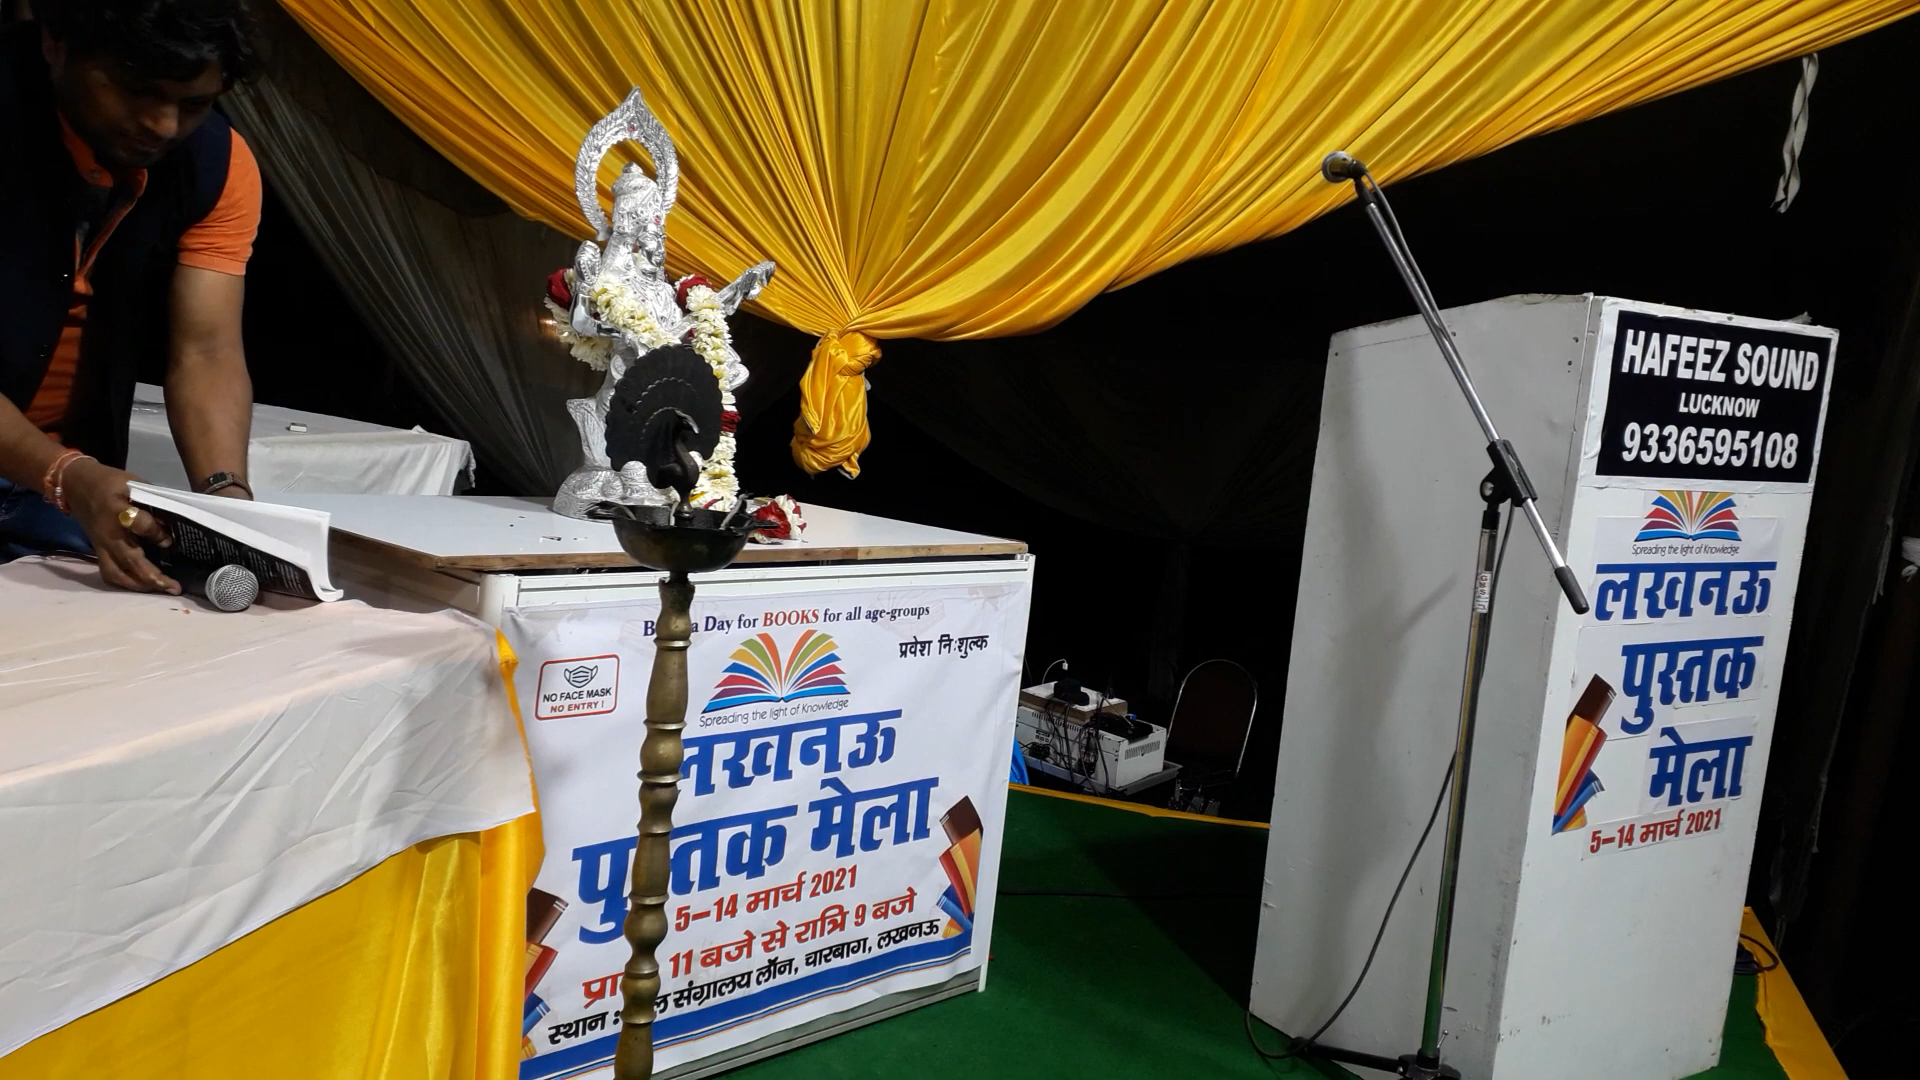 B a Day for BOOKS for all age-groups
प्रवेश निःशुल्क
NO FACE MASK
NO ENTRY !
Spreading the light of Knowledge
लखनऊ
पुस्तक मेला
5–14 मार्च 2021
11 बजे से रात्रि 9 बजे
स्थान : संग्रालय लॉन, चारबाग, लखनऊ
HAFEEZ SOUND
LUCKNOW
9336595108
Spreading the light of Knowledge
लखनऊ
पुस्तक
मेला
5–14 मार्च 2021